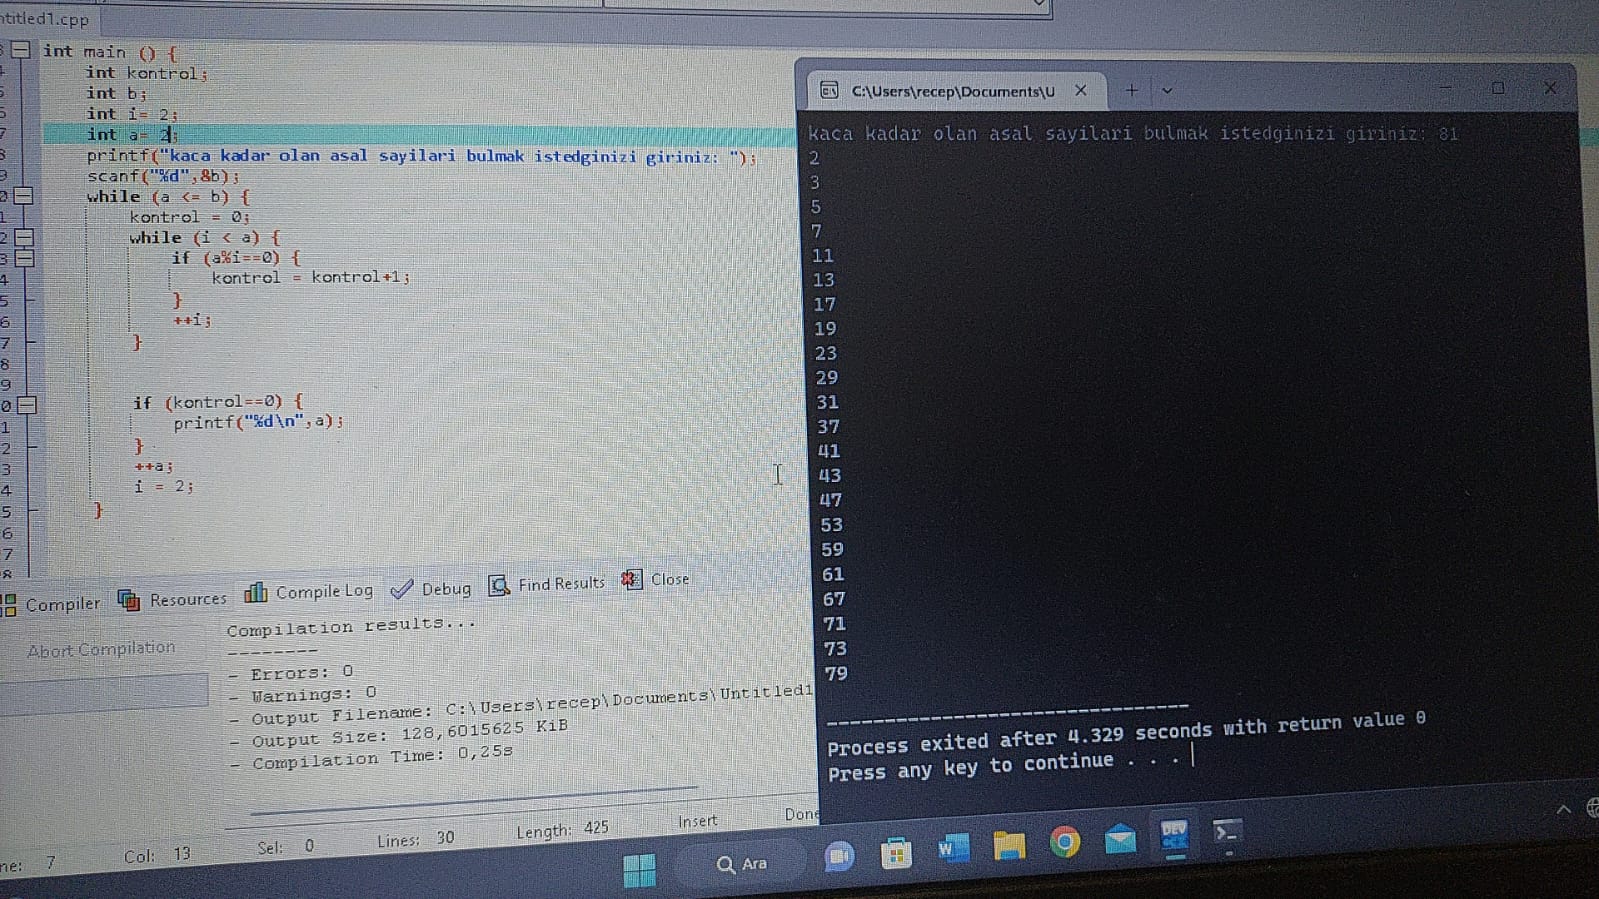 ntitled1.cpp
int main () {
int kontrol;
int b;
int i= 2;
int a= 2;
printf("kaca kadar olan asal sayilari bulmak istedginizi giriniz: ");
scanf("%d",&b);
while (a <= b) {
kontrol = 0;
while (i < a) {
if (a%i==0) {
kontrol = kontrol+1;
}
++i;
}
if (kontrol==0) {
printf("%d\n",a);
}
++a;
i = 2;
}
Compiler
Resources
Compile Log
Debug
Find Results
Close
Abort Compilation
Compilation results...
--------
- Errors: 0
- Warnings: 0
- Output Filename: C:\Users\recep\Documents\Untitled1
- Output Size: 128,6015625 KiB
- Compilation Time: 0,25s
ne: 7 Col: 13 Sel: 0 Lines: 30 Length: 425 Insert Done
C:\Users\recep\Documents\U
kaca kadar olan asal sayilari bulmak istedginizi giriniz: 81
2
3
5
7
11
13
17
19
23
29
31
37
41
43
47
53
59
61
67
71
73
79
--------------------------------
Process exited after 4.329 seconds with return value 0
Press any key to continue . . .
Ara
W
DEV